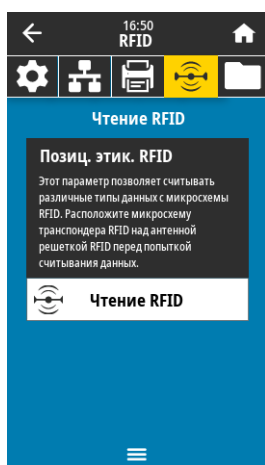 16:50
RFID
Чтение RFID
Позиц. этик. RFID
Этот параметр позволяет считывать
различные типы данных с микросхемы
RFID. Расположите микросхему
транспондера RFID над антенной
решеткой RFID перед попыткой
считывания данных.
Чтение RFID